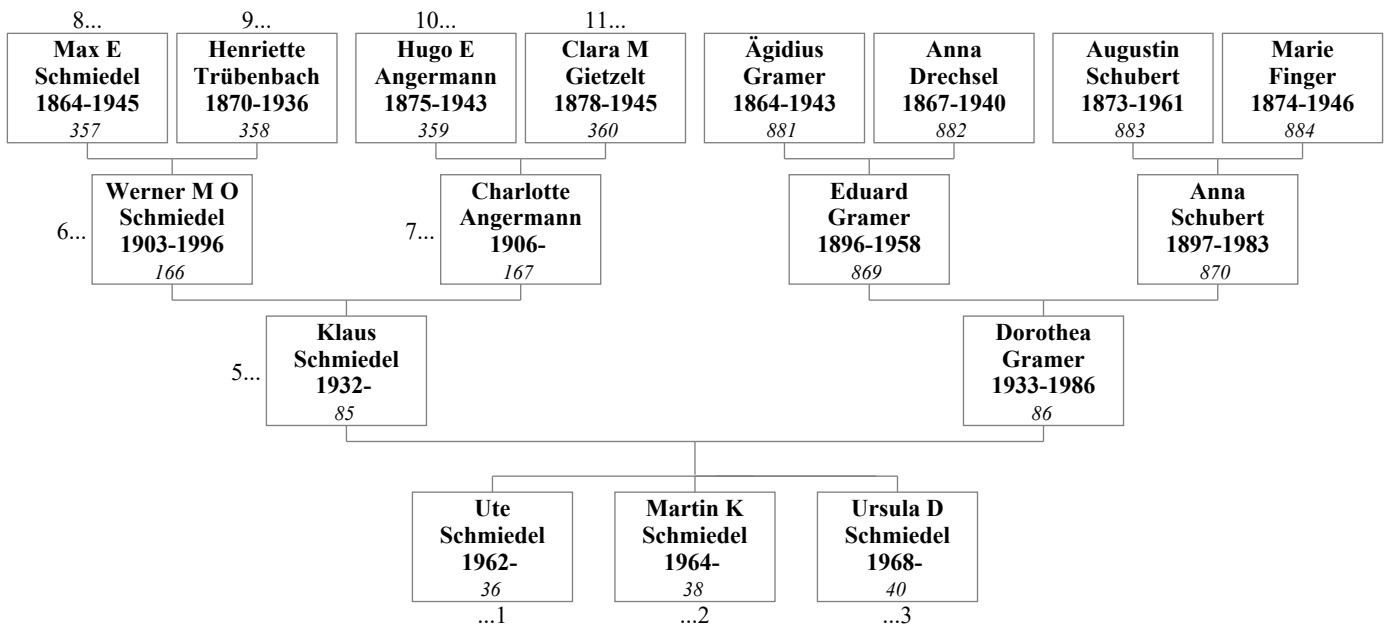 8...
9...
10...
11...
Max E
Schmiedel
1864-1945
357
Henriette
Trübenbach
1870-1936
358
Hugo E
Angermann
1875-1943
359
Clara M
Gietzelt
1878-1945
360
Ägidius
Gramer
1864-1943
881
Anna
Drechsel
1867-1940
882
Augustin
Schubert
1873-1961
883
Marie
Finger
1874-1946
884
6...
Werner M O
Schmiedel
1903-1996
166
7...
Charlotte
Angermann
1906-
167
Eduard
Gramer
1896-1958
869
Anna
Schubert
1897-1983
870
5...
Klaus
Schmiedel
1932-
85
Dorothea
Gramer
1933-1986
86
Ute
Schmiedel
1962-
36
...1
Martin K
Schmiedel
1964-
38
...2
Ursula D
Schmiedel
1968-
40
...3